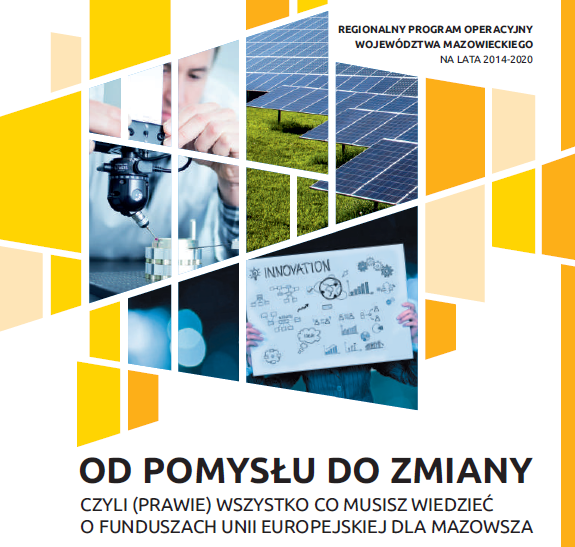 REGIONALNY PROGRAM OPERACYJNY
WOJEWÓDZTWA MAZOWIECKIEGO
NA LATA 2014-2020
INNOVATION
OD POMYSŁU DO ZMIANY
CZYLI (PRAWIE) WSZYSTKO CO MUSISZ WIEDZIEĆ
O FUNDUSZACH UNII EUROPEJSKIEJ DLA MAZOWSZA